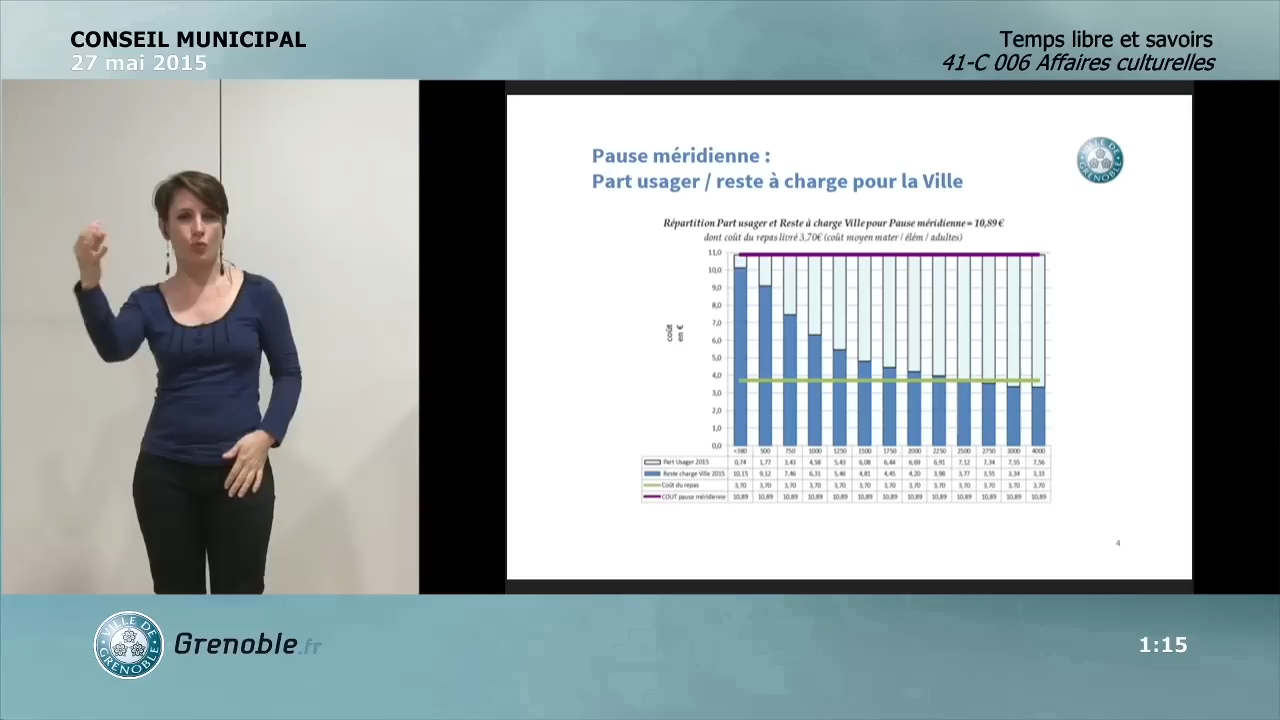 CONSEIL MUNICIPAL
27 mai 2015
Temps libre et savoirs
41-C 006 Affaires culturelles
Pause méridienne :
Part usager / reste à charge pour la Ville
VILLE DE GRENOBLE
Répartition Part usager et Reste à charge Ville pour Pause méridienne = 10,89 €
dont coût du repas livré 3,70€ (coût moyen mater / élém / adultes)
coût en €
11,0
10,0
9,0
8,0
7,0
6,0
5,0
4,0
3,0
2,0
1,0
0,0
<380 500 750 1000 1250 1500 1750 2000 2250 2500 2750 3000 4000
Part Usager 2015 0,74 1,77 3,43 4,58 5,43 6,08 6,44 6,69 6,91 7,12 7,34 7,55 7,56
Reste charge Ville 2015 10,15 9,12 7,46 6,31 5,46 4,81 4,45 4,20 3,98 3,77 3,55 3,34 3,33
Coût du repas 3,70 3,70 3,70 3,70 3,70 3,70 3,70 3,70 3,70 3,70 3,70 3,70 3,70
COUT pause méridienne 10,89 10,89 10,89 10,89 10,89 10,89 10,89 10,89 10,89 10,89 10,89 10,89 10,89
4
VILLE DE GRENOBLE
Grenoble.fr
1:15